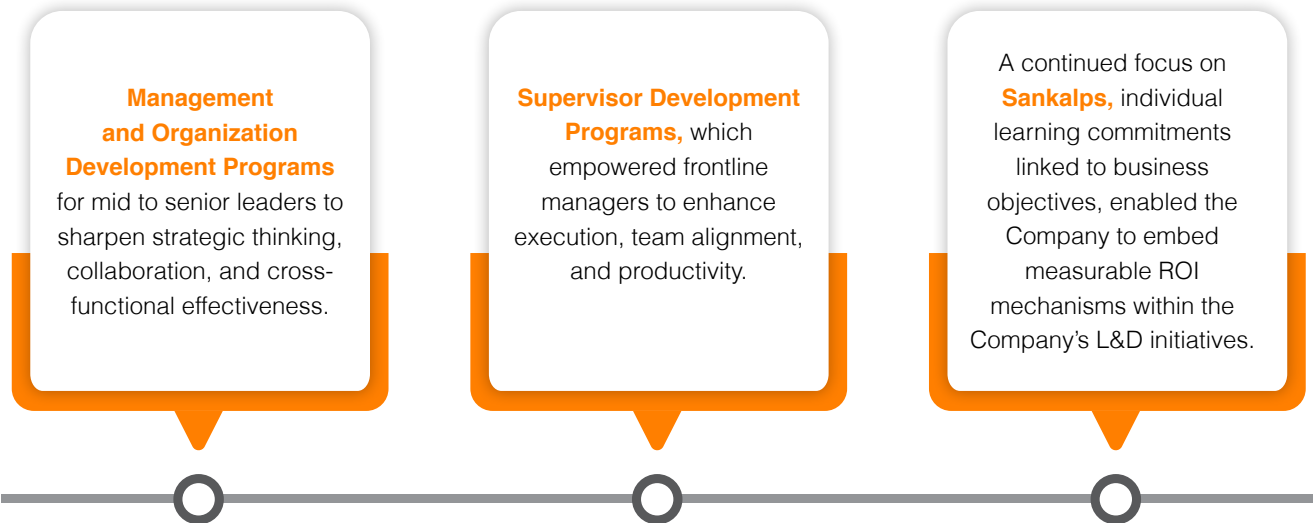 Management
and Organization
Development Programs
for mid to senior leaders to
sharpen strategic thinking,
collaboration, and cross-
functional effectiveness.
Supervisor Development
Programs, which
empowered frontline
managers to enhance
execution, team alignment,
and productivity.
A continued focus on
Sankalps, individual
learning commitments
linked to business
objectives, enabled the
Company to embed
measurable ROI
mechanisms within the
Company’s L&D initiatives.